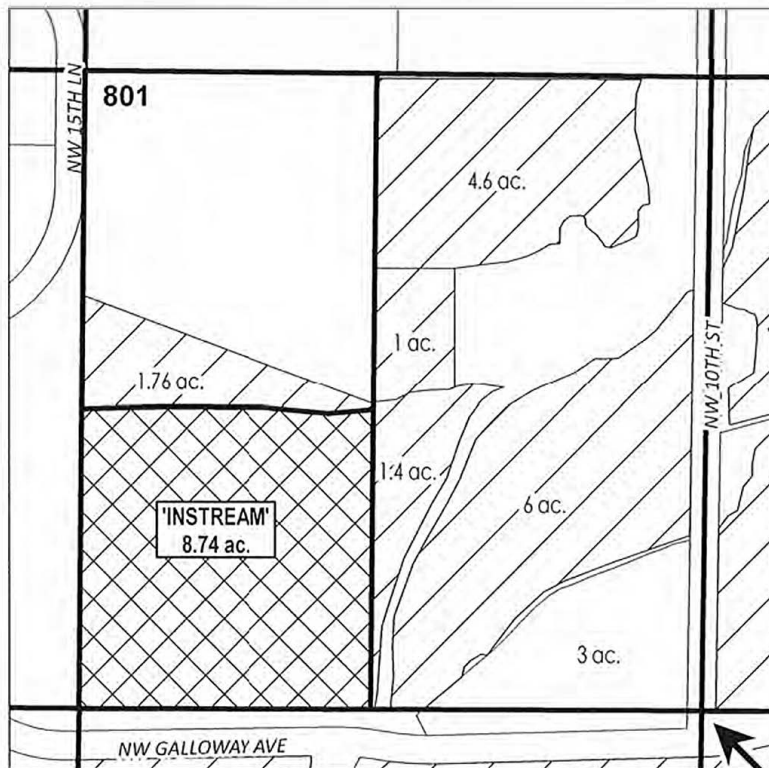 NW 15TH LN
801
4.6 ac.
1 ac.
1.76 ac.
NW 10TH ST
1.4 ac.
'INSTREAM'
8.74 ac.
6 ac.
3 ac.
NW GALLOWAY AVE